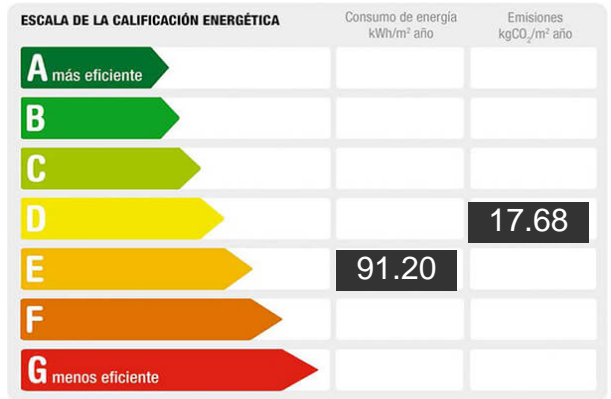 ESCALA DE LA CALIFICACIÓN ENERGÉTICA
Consumo de energía
kWh/m² año
Emisiones
kgCO₂/m² año
A más eficiente
B
C
D
17.68
E
91.20
F
G menos eficiente